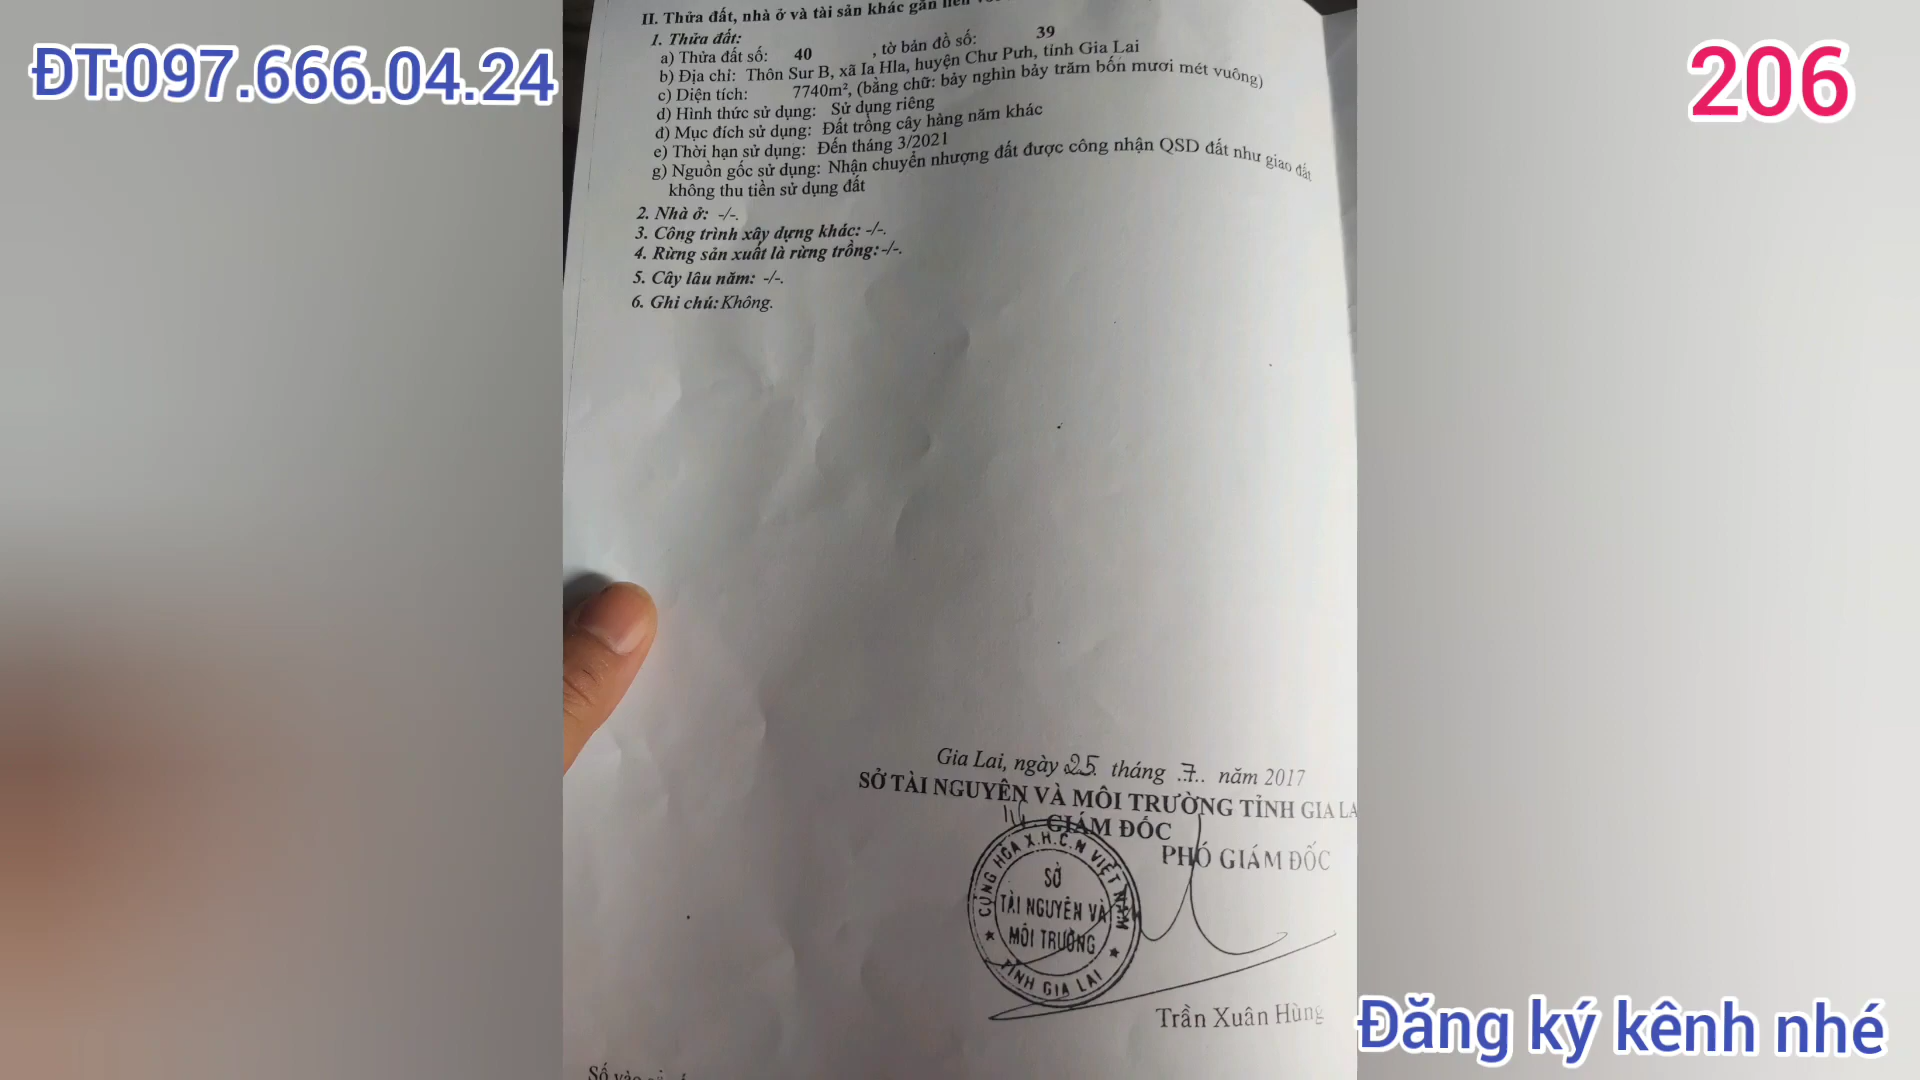 ĐT:097.666.04.24
206
II. Thửa đất, nhà ở và tài sản khác gắn liền
1. Thửa đất:
a) Thửa đất số: 40 , tờ bản đồ số: 39
b) Địa chỉ: Thôn Sur B, xã Ia Hla, huyện Chư Pưh, tỉnh Gia Lai
c) Diện tích: 7740m², (bằng chữ: bảy nghìn bảy trăm bốn mươi mét vuông)
d) Hình thức sử dụng: Sử dụng riêng
đ) Mục đích sử dụng: Đất trồng cây hàng năm khác
e) Thời hạn sử dụng: Đến tháng 3/2021
g) Nguồn gốc sử dụng: Nhận chuyển nhượng đất được công nhận QSD đất như giao đất
không thu tiền sử dụng đất
2. Nhà ở: -/-.
3. Công trình xây dựng khác: -/-.
4. Rừng sản xuất là rừng trồng: -/-.
5. Cây lâu năm: -/-.
6. Ghi chú: Không.
Gia Lai, ngày 25 tháng 7 năm 2017
SỞ TÀI NGUYÊN VÀ MÔI TRƯỜNG TỈNH GIA LA
GIÁM ĐỐC
PHÓ GIÁM ĐỐC
CỘNG HÒA X.H.C.N VIỆT NAM
SỞ
TÀI NGUYÊN VÀ
MÔI TRƯỜNG
TỈNH GIA LAI
Trần Xuân Hùng
Đăng ký kênh nhé
Số vào